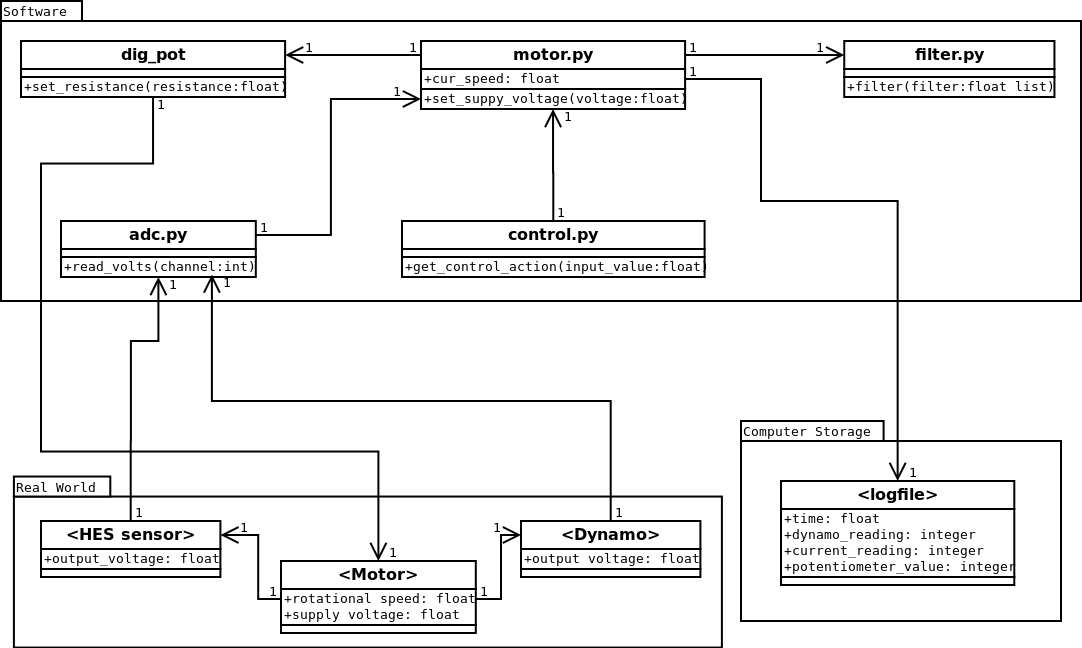 Software
dig_pot
+set_resistance(resistance:float)
1
1
1
motor.py
+cur_speed: float
+set_suppy_voltage(voltage:float)
1
1
1
1
1
filter.py
+filter(filter:float list)
adc.py
+read_volts(channel:int)
1
1
1
control.py
+get_control_action(input_value:float)
1
Real World
<HES sensor>
+output_voltage: float
1
1
1
<Motor>
+rotational speed: float
+supply voltage: float
1
1
1
<Dynamo>
+output voltage: float
1
Computer Storage
1
<logfile>
+time: float
+dynamo_reading: integer
+current_reading: integer
+potentiometer_value: integer